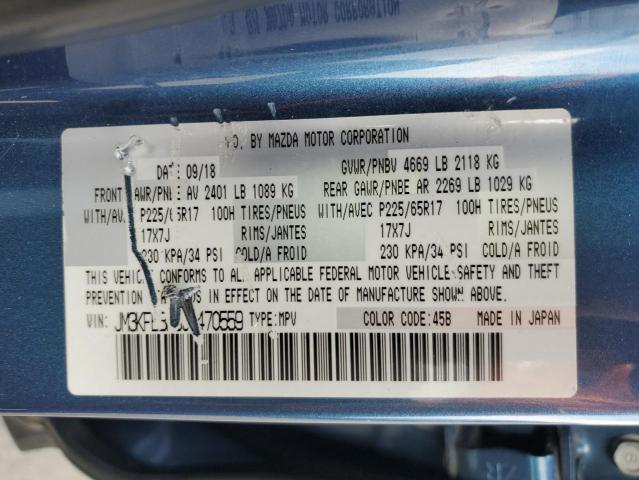 BY MAZDA MOTOR CORPORATION
09/18 GVWR/PNBV 4669 LB 2118 KG
FRONT AV 2401 LB 1089 KG REAR GAWR/PNBE AR 2269 LB 1029 KG
WITH/AVEC P225/65R17 100H TIRES/PNEUS WITH/AVEC P225/65R17 100H TIRES/PNEUS
17X7J RIMS/JANTES 17X7J RIMS/JANTES
230 KPA/34 PSI COLD/A FROID 230 KPA/34 PSI COLD/A FROID
THIS CONFORMS TO APPLICABLE FEDERAL MOTOR VEHICLE SAFETY AND THEFT
PREVENTION IN EFFECT ON THE DATE OF MANUFACTURE SHOWN ABOVE.
VIN: TYPE:MPV COLOR CODE:45B MADE IN JAPAN